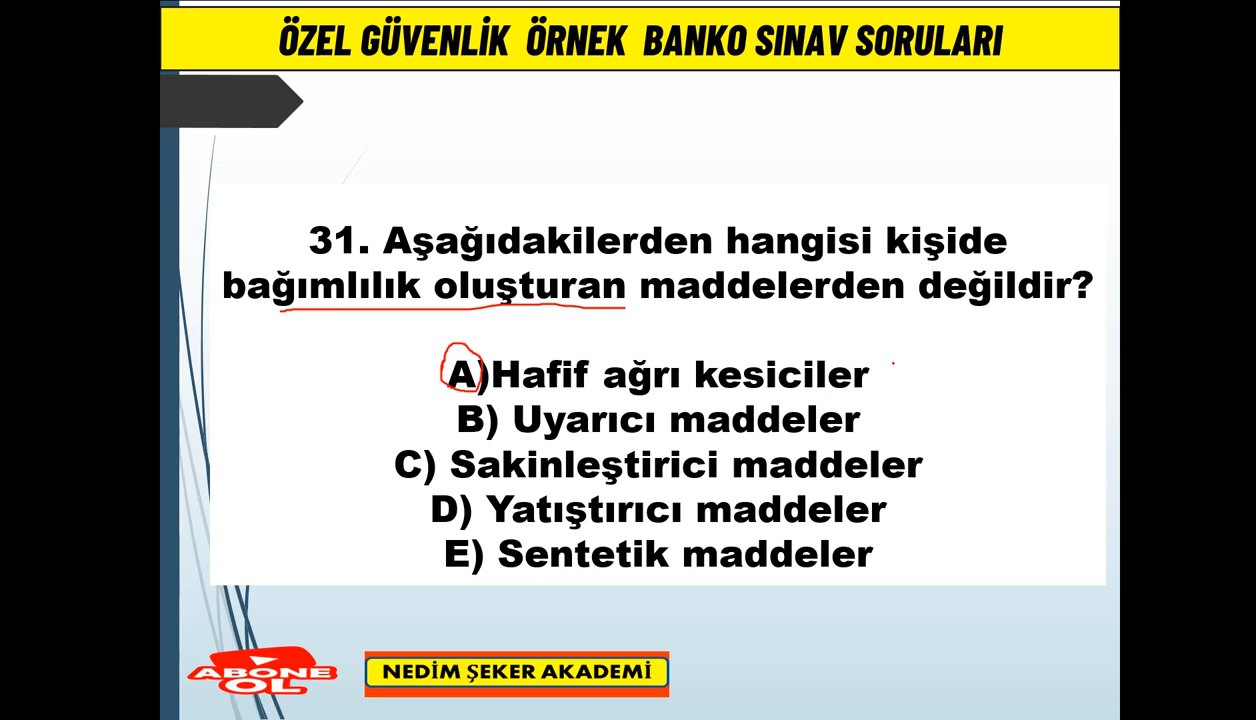 ÖZEL GÜVENLİK ÖRNEK BANKO SINAV SORULARI
31. Aşağıdakilerden hangisi kişide
bağımlılık oluşturan maddelerden değildir?
A)Hafif ağrı kesiciler
B) Uyarıcı maddeler
C) Sakinleştirici maddeler
D) Yatıştırıcı maddeler
E) Sentetik maddeler
ABONE
OL
NEDİM ŞEKER AKADEMİ